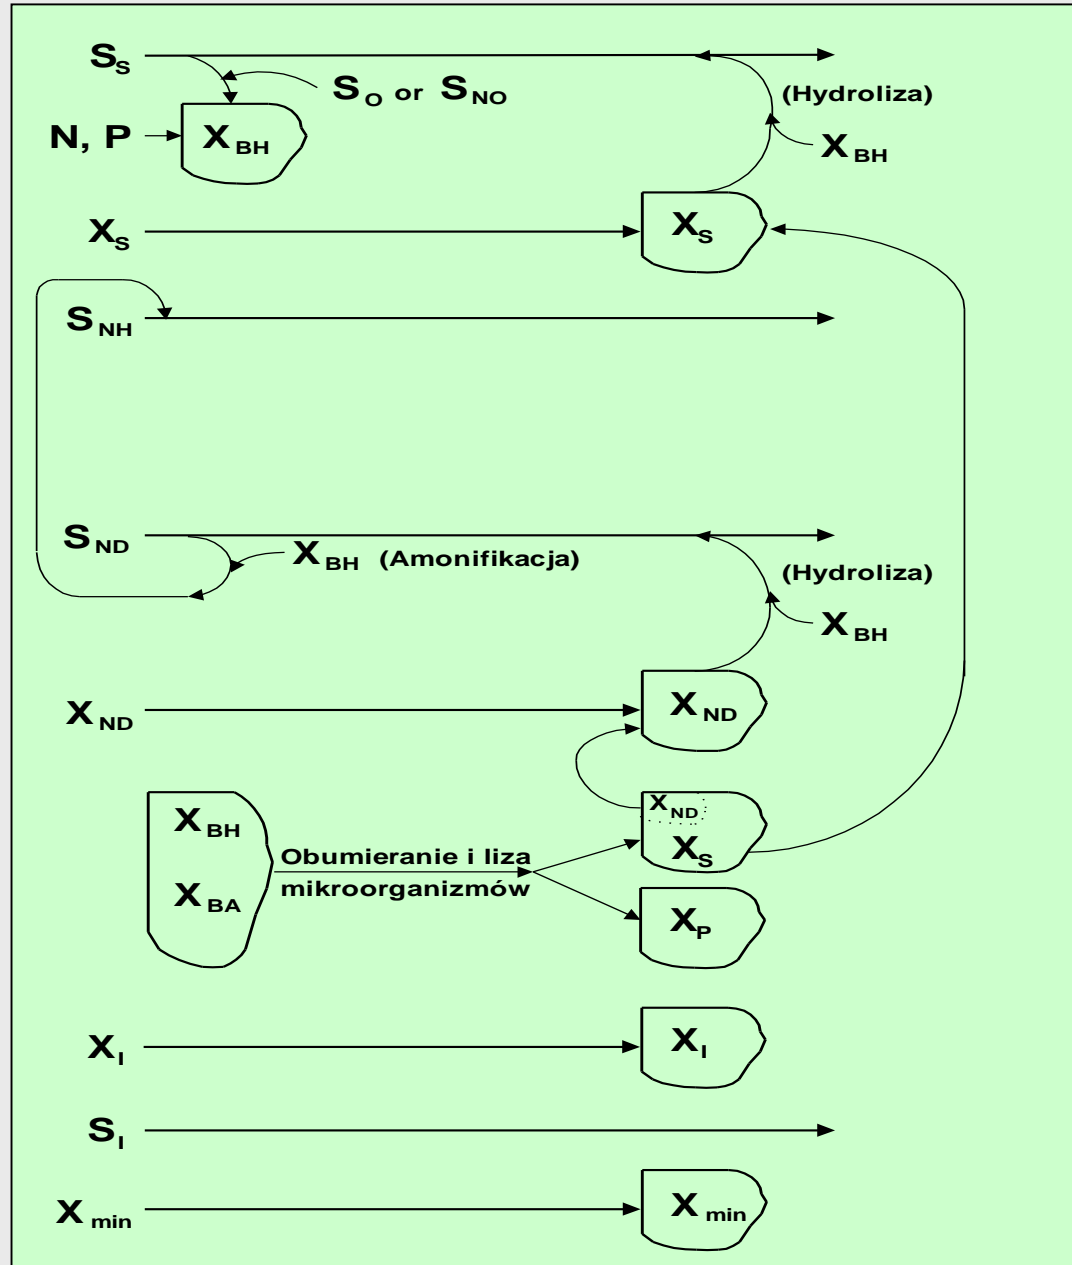 S_S
S_O or S_NO
(Hydroliza)
N, P
X_BH
X_BH
X_S
X_S
S_NH
S_ND
X_BH (Amonifikacja)
(Hydroliza)
X_BH
X_ND
X_ND
X_ND
X_BH
X_S
Obumieranie i liza
mikroorganizmów
X_BA
X_P
X_I
X_I
S_I
X_min
X_min